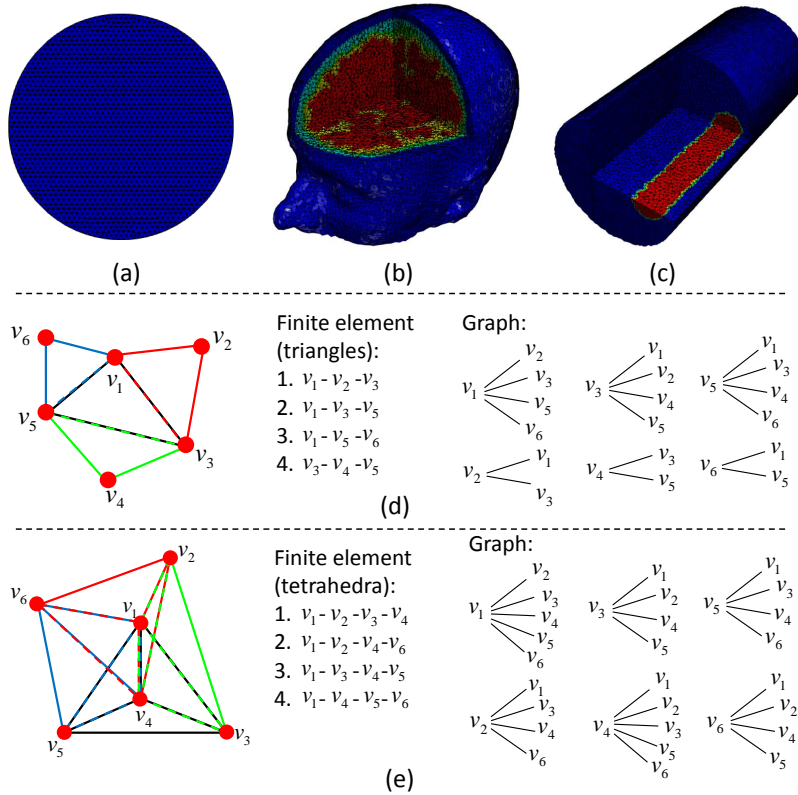 (a)
(b)
(c)
v6
v1
v2
v5
v3
v4
Finite element
(triangles):
1. v1 - v2 - v3
2. v1 - v3 - v5
3. v1 - v5 - v6
4. v3 - v4 - v5
Graph:
v1
v2
v3
v5
v6
v3
v1
v2
v4
v5
v5
v1
v3
v4
v6
v2
v1
v3
v4
v3
v5
v6
v1
v5
(d)
v2
v6
v1
v4
v5
v3
Finite element
(tetrahedra):
1. v1 - v2 - v3 - v4
2. v1 - v2 - v4 - v6
3. v1 - v3 - v4 - v5
4. v1 - v4 - v5 - v6
Graph:
v1
v2
v3
v4
v5
v6
v3
v1
v2
v4
v5
v5
v1
v3
v4
v6
v2
v1
v3
v4
v6
v4
v1
v2
v3
v5
v6
v6
v1
v2
v4
v5
(e)